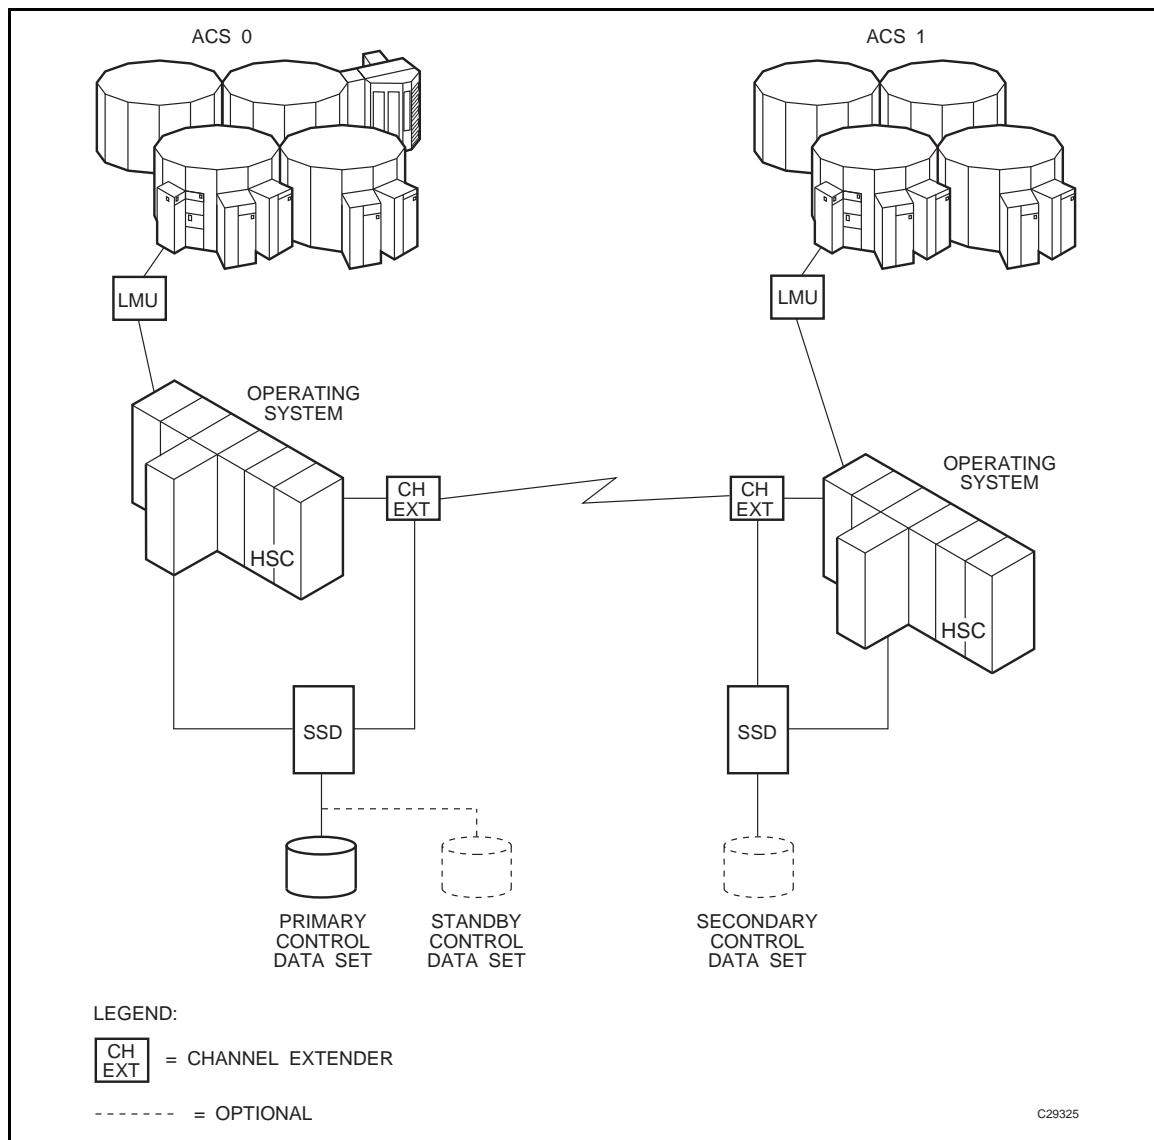 ACS 0
ACS 1
LMU
LMU
OPERATING
SYSTEM
OPERATING
SYSTEM
CH
EXT
CH
EXT
HSC
HSC
SSD
SSD
PRIMARY
CONTROL
DATA SET
STANDBY
CONTROL
DATA SET
SECONDARY
CONTROL
DATA SET
LEGEND:
CH
EXT
= CHANNEL EXTENDER
= OPTIONAL
C29325